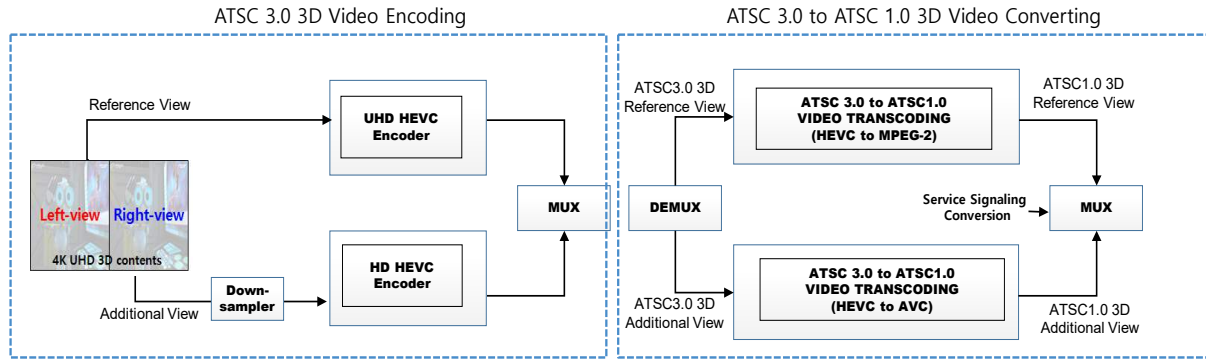 ATSC 3.0 3D Video Encoding
Reference View
UHD HEVC
Encoder
Left-view
Right-view
4K UHD 3D contents
MUX
HD HEVC
Encoder
Down-
sampler
Additional View
ATSC 3.0 to ATSC 1.0 3D Video Converting
ATSC3.0 3D
Reference View
ATSC 3.0 to ATSC1.0
VIDEO TRANSCODING
(HEVC to MPEG-2)
ATSC1.0 3D
Reference View
DEMUX
Service Signaling
Conversion
MUX
ATSC3.0 3D
Additional View
ATSC 3.0 to ATSC1.0
VIDEO TRANSCODING
(HEVC to AVC)
ATSC1.0 3D
Additional View